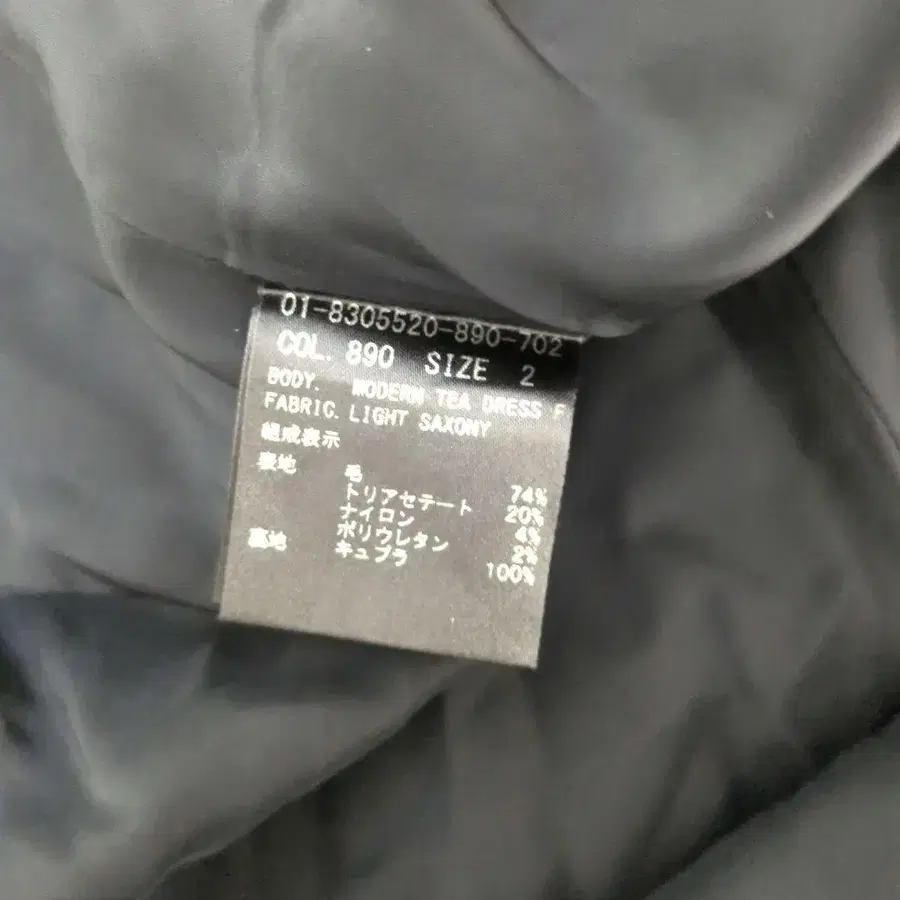 01-8305520-890-702
COL. 890 SIZE 2
BODY. MODERN TEA DRESS F
FABRIC. LIGHT SAXONY
組成表示
表地 毛 74%
トリアセテート 20%
ナイロン 4%
ポリウレタン 2%
裏地 キュプラ 100%